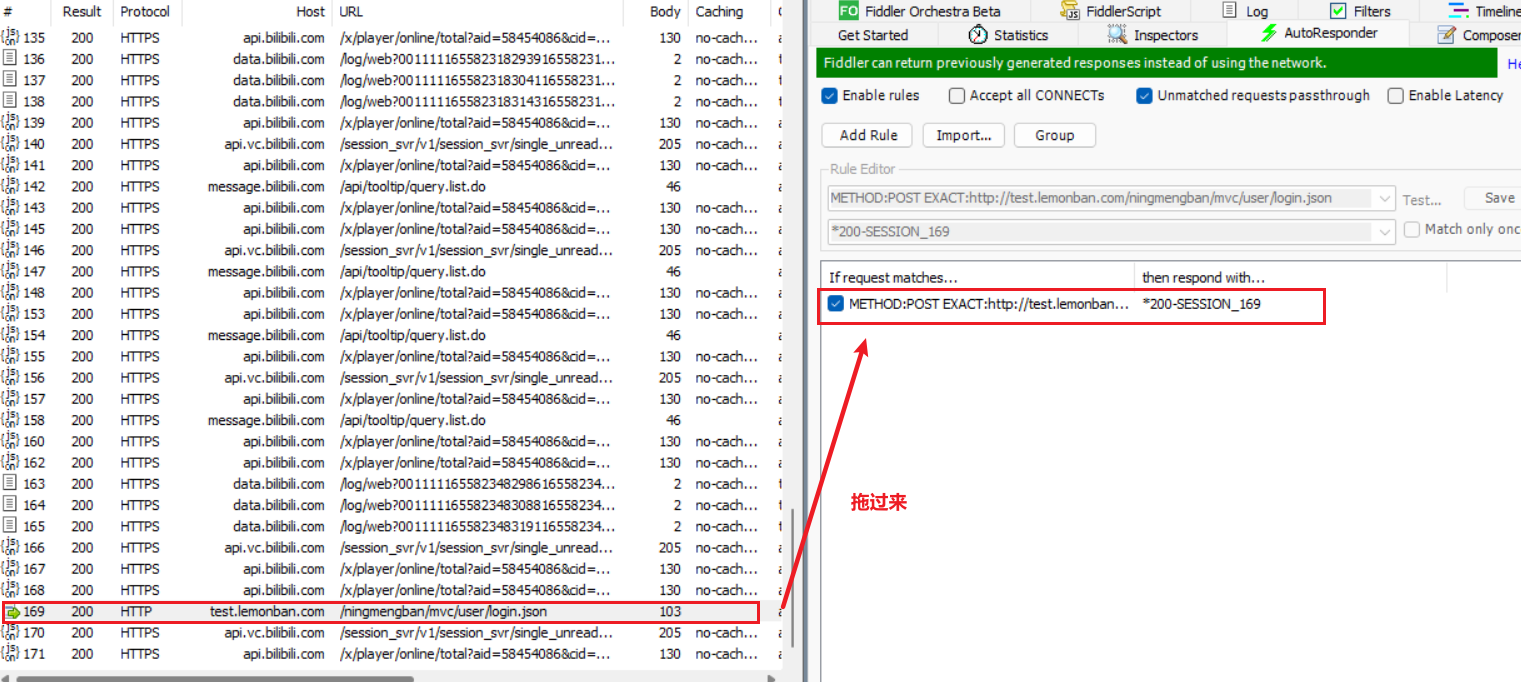 # Result Protocol Host URL Body Caching
135 200 HTTPS api.bilibili.com /x/player/online/total?aid=58454086&cid=... 130 no-cach...
136 200 HTTPS data.bilibili.com /log/web?001111165582318293916558231... 2 no-cach...
137 200 HTTPS data.bilibili.com /log/web?001111165582318304116558231... 2 no-cach...
138 200 HTTPS data.bilibili.com /log/web?001111165582318314316558231... 2 no-cach...
139 200 HTTPS api.bilibili.com /x/player/online/total?aid=58454086&cid=... 130 no-cach...
140 200 HTTPS api.vc.bilibili.com /session_svr/v1/session_svr/single_unread... 205 no-cach...
141 200 HTTPS api.bilibili.com /x/player/online/total?aid=58454086&cid=... 130 no-cach...
142 200 HTTPS message.bilibili.com /api/tooltip/query.list.do 46
143 200 HTTPS api.bilibili.com /x/player/online/total?aid=58454086&cid=... 130 no-cach...
145 200 HTTPS api.bilibili.com /x/player/online/total?aid=58454086&cid=... 130 no-cach...
146 200 HTTPS api.vc.bilibili.com /session_svr/v1/session_svr/single_unread... 205 no-cach...
147 200 HTTPS message.bilibili.com /api/tooltip/query.list.do 46
148 200 HTTPS api.bilibili.com /x/player/online/total?aid=58454086&cid=... 130 no-cach...
153 200 HTTPS api.bilibili.com /x/player/online/total?aid=58454086&cid=... 130 no-cach...
154 200 HTTPS message.bilibili.com /api/tooltip/query.list.do 46
155 200 HTTPS api.bilibili.com /x/player/online/total?aid=58454086&cid=... 130 no-cach...
156 200 HTTPS api.vc.bilibili.com /session_svr/v1/session_svr/single_unread... 205 no-cach...
157 200 HTTPS api.bilibili.com /x/player/online/total?aid=58454086&cid=... 130 no-cach...
158 200 HTTPS message.bilibili.com /api/tooltip/query.list.do 46
160 200 HTTPS api.bilibili.com /x/player/online/total?aid=58454086&cid=... 130 no-cach...
162 200 HTTPS api.bilibili.com /x/player/online/total?aid=58454086&cid=... 130 no-cach...
163 200 HTTPS data.bilibili.com /log/web?001111165582348298616558234... 2 no-cach...
164 200 HTTPS data.bilibili.com /log/web?001111165582348308816558234... 2 no-cach...
165 200 HTTPS data.bilibili.com /log/web?001111165582348319116558234... 2 no-cach...
166 200 HTTPS api.vc.bilibili.com /session_svr/v1/session_svr/single_unread... 205 no-cach...
167 200 HTTPS api.bilibili.com /x/player/online/total?aid=58454086&cid=... 130 no-cach...
168 200 HTTPS api.bilibili.com /x/player/online/total?aid=58454086&cid=... 130 no-cach...
169 200 HTTP test.lemonban.com /ningmengban/mvc/user/login.json 103
170 200 HTTPS api.vc.bilibili.com /session_svr/v1/session_svr/single_unread... 205 no-cach...
171 200 HTTPS api.bilibili.com /x/player/online/total?aid=58454086&cid=... 130 no-cach...
FO Fiddler Orchestra Beta FiddlerScript Log Filters Timeline
Get Started Statistics Inspectors AutoResponder Composer
Fiddler can return previously generated responses instead of using the network. He
Enable rules Accept all CONNECTs Unmatched requests passthrough Enable Latency
Add Rule Import... Group
Rule Editor
METHOD:POST EXACT:http://test.lemonban.com/ningmengban/mvc/user/login.json Test... Save
*200-SESSION_169 Match only onc
If request matches... then respond with...
METHOD:POST EXACT:http://test.lemonban... *200-SESSION_169
拖过来